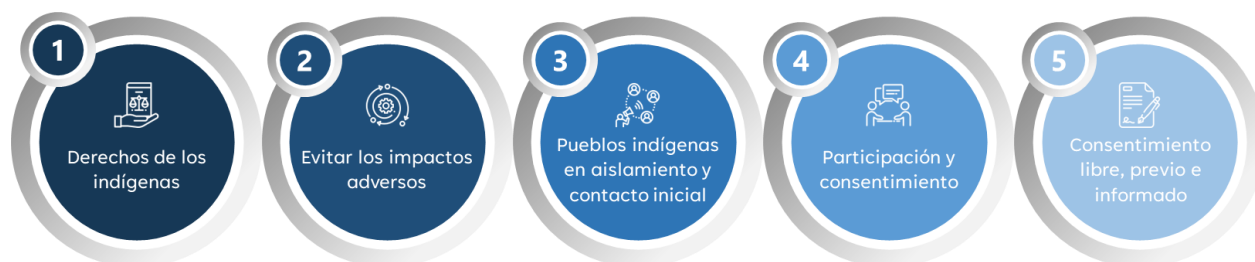 1
Derechos de los
indígenas
2
Evitar los impactos
adversos
3
Pueblos indígenas
en aislamiento y
contacto inicial
4
Participación y
consentimiento
5
Consentimiento
libre, previo e
informado